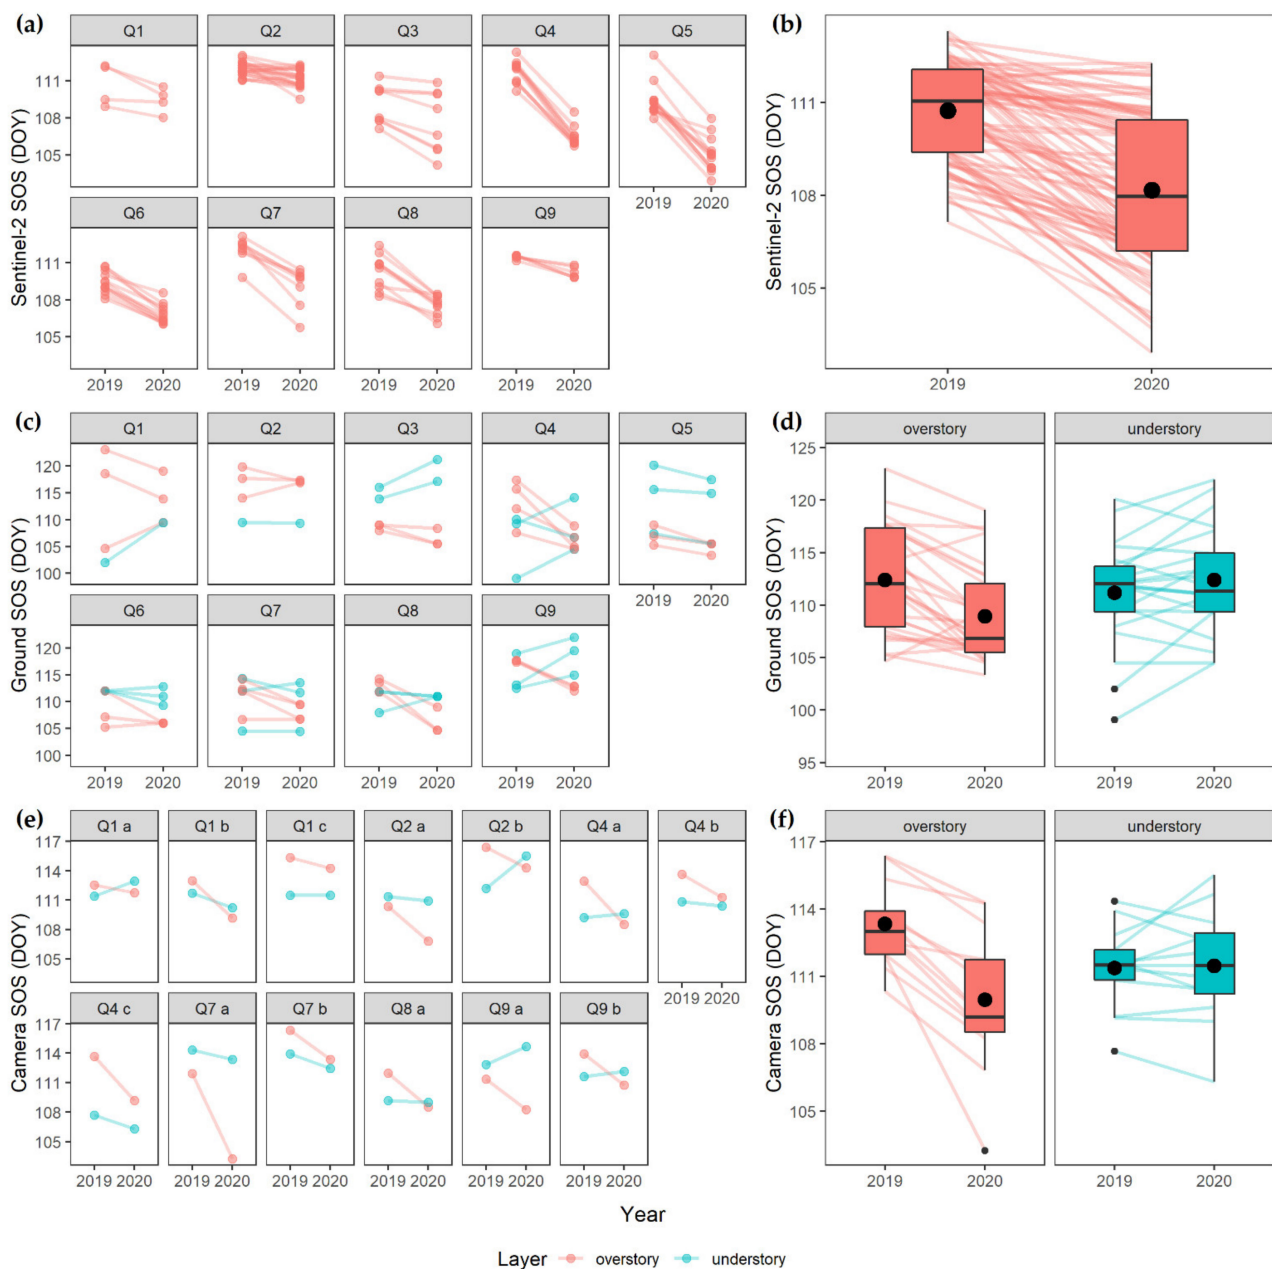 (a)
Q1 Q2 Q3 Q4 Q5
111
108
105
2019 2020
Q6 Q7 Q8 Q9
111
108
105
2019 2020 2019 2020 2019 2020 2019 2020
Sentinel-2 SOS (DOY)
(b)
111
108
105
2019 2020
Sentinel-2 SOS (DOY)
(c)
Q1 Q2 Q3 Q4 Q5
120
115
110
105
100
2019 2020
Q6 Q7 Q8 Q9
120
115
110
105
100
2019 2020 2019 2020 2019 2020 2019 2020
Ground SOS (DOY)
(d)
overstory understory
125
120
115
110
105
100
95
2019 2020 2019 2020
Ground SOS (DOY)
(e)
Q1 a Q1 b Q1 c Q2 a Q2 b Q4 a Q4 b
117
114
111
108
105
2019 2020
Q4 c Q7 a Q7 b Q8 a Q9 a Q9 b
117
114
111
108
105
2019 2020 2019 2020 2019 2020 2019 2020 2019 2020 2019 2020
Camera SOS (DOY)
(f)
overstory understory
117
114
111
108
105
2019 2020 2019 2020
Camera SOS (DOY)
Year
Layer overstory understory